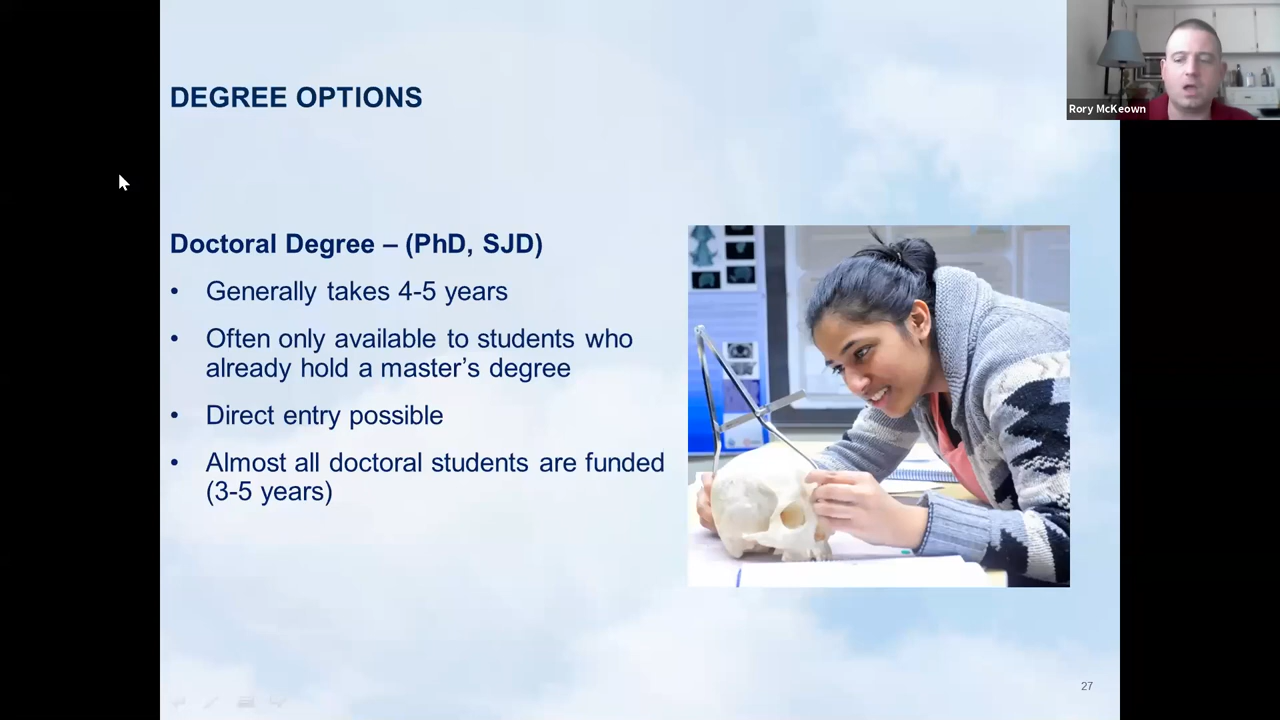 DEGREE OPTIONS
Rory McKeown
Doctoral Degree – (PhD, SJD)
• Generally takes 4-5 years
• Often only available to students who
already hold a master’s degree
• Direct entry possible
• Almost all doctoral students are funded
(3-5 years)
27